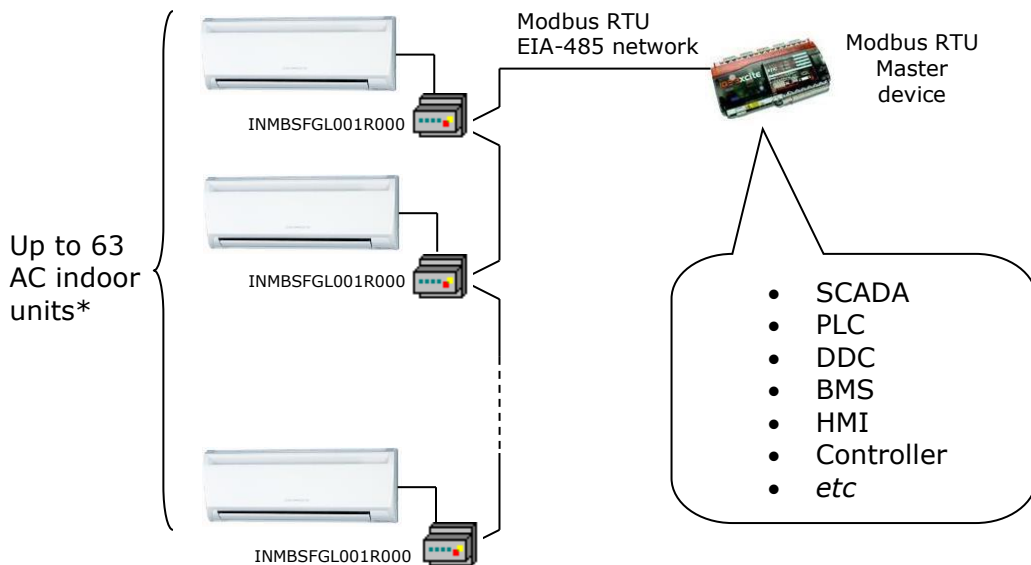 Modbus RTU
EIA-485 network
Modbus RTU
Master
device
INMBSFGL001R000
INMBSFGL001R000
Up to 63
AC indoor
units*
• SCADA
• PLC
• DDC
• BMS
• HMI
• Controller
• etc
INMBSFGL001R000